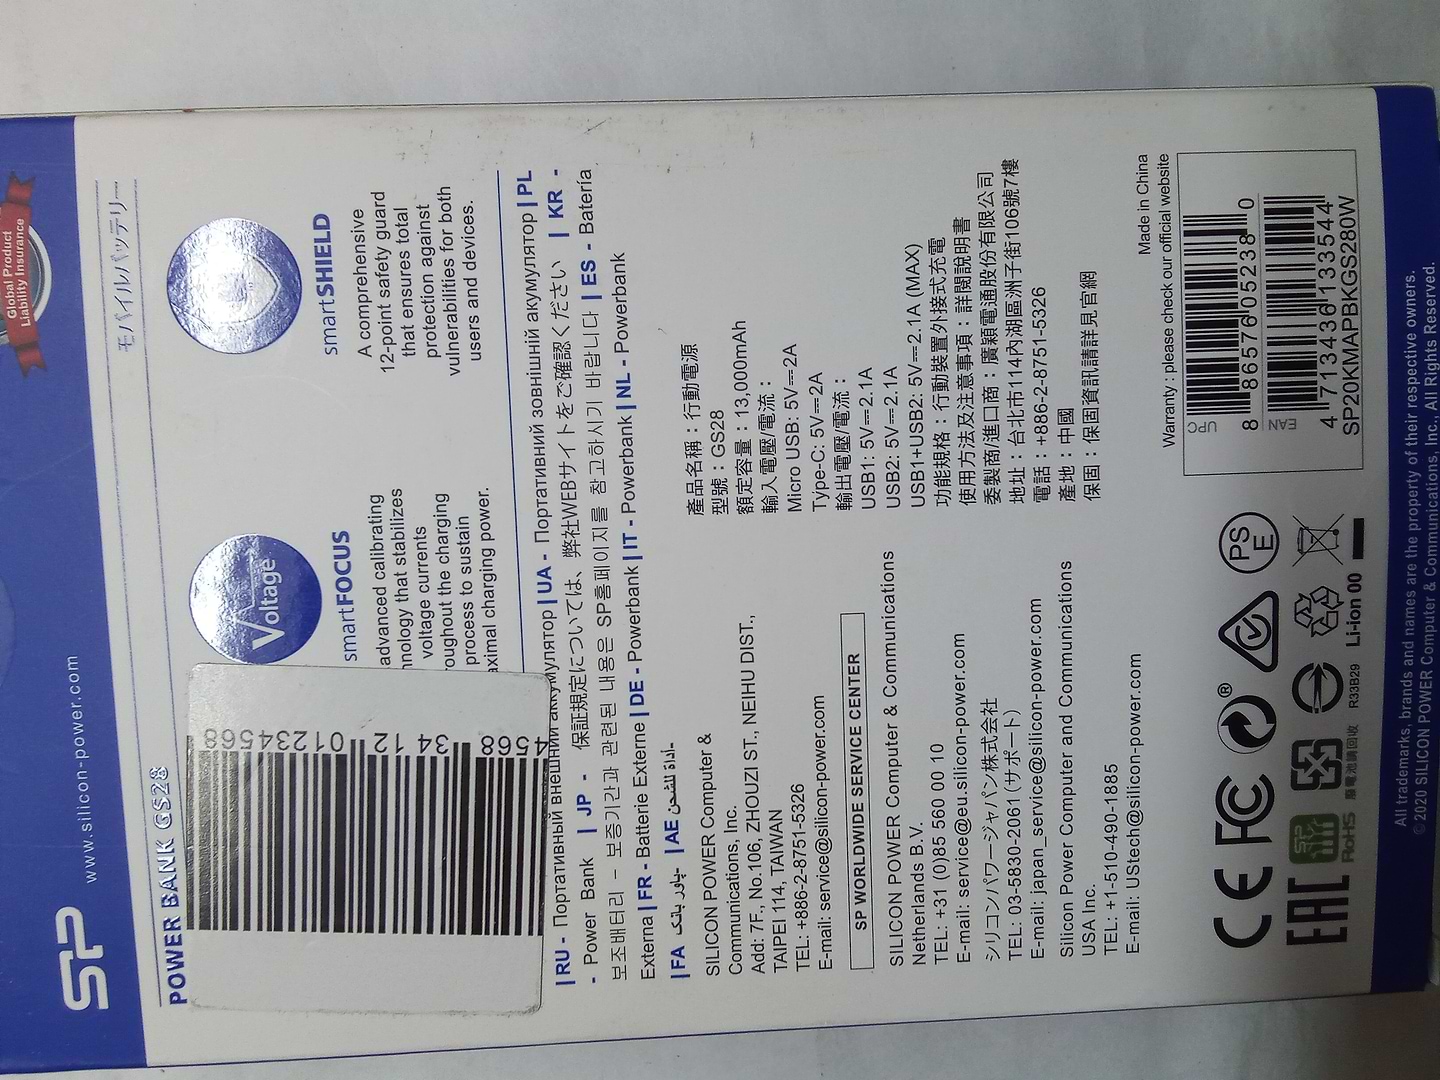 Global Product
Liability Insurance
SP
www.silicon-power.com
POWER BANK GS28
モバイルバッテリー
01234568
34 12
4568
Voltage
smartFOCUS
advanced calibrating
voltage currents
process to sustain
charging power.
smartSHIELD
A comprehensive
12-point safety guard
that ensures total
protection against
vulnerabilities for both
users and devices.
| RU - Портативный внешний аккумулятор | UA - Портативний зовнішній акумулятор | PL
- Power Bank | JP - 保証規定については、弊社WEBサイトをご確認ください | KR -
보조배터리 – 보증기간과 관련된 내용은 SP홈페이지를 참고하시기 바랍니다 | ES - Batería
Externa | FR - Batterie Externe | DE - Powerbank | IT - Powerbank | NL - Powerbank
| FA - پاور بانک | AE - أداة للشحن
SILICON POWER Computer &
Communications, Inc.
Add: 7F., No.106, ZHOUZI ST., NEIHU DIST.,
TAIPEI 114, TAIWAN
TEL: +886-2-8751-5326
E-mail: service@silicon-power.com
SP WORLDWIDE SERVICE CENTER
SILICON POWER Computer & Communications
Netherlands B.V.
TEL: +31 (0)85 560 00 10
E-mail: service@eu.silicon-power.com
シリコンパワージャパン株式会社
TEL: 03-5830-2061 (サポート)
E-mail: japan_service@silicon-power.com
Silicon Power Computer and Communications
USA Inc.
TEL: +1-510-490-1885
E-mail: UStech@silicon-power.com
產品名稱：行動電源
型號：GS28
額定容量：13,000mAh
輸入電壓/電流：
Micro USB: 5V⎓2A
Type-C: 5V⎓2A
輸出電壓/電流：
USB1: 5V⎓2.1A
USB2: 5V⎓2.1A
USB1+USB2: 5V⎓2.1A (MAX)
功能規格：行動裝置外接式充電
使用方法及注意事項：詳閱說明書
委製商/進口商：廣穎電通股份有限公司
地址：台北市114內湖區洲子街106號7樓
電話：+886-2-8751-5326
產地：中國
保固：保固資訊請詳見官網
Made in China
Warranty : please check our official website
UPC
8 86576 05238 0
EAN
4 713436 133544
SP20KMAPBKGS280W
CE FC ® PS E
EAC SP RoHS 廢電池請回收 R33B29 Li-ion 00
All trademarks, brands and names are the property of their respective owners.
© 2020 SILICON POWER Computer & Communications, Inc., All Rights Reserved.